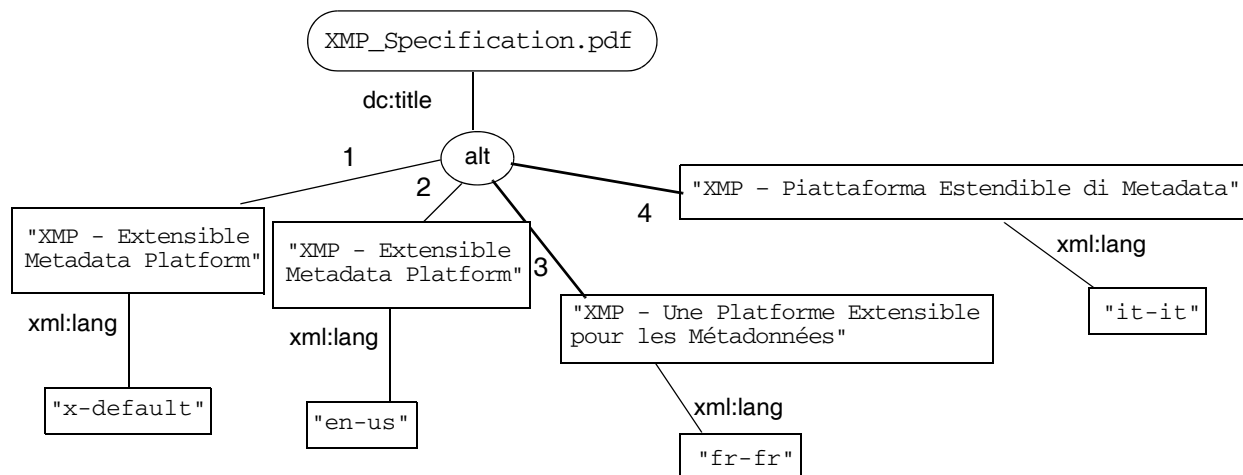 XMP_Specification.pdf
dc:title
alt
1
2
3
4
"XMP - Extensible
Metadata Platform"
xml:lang
"x-default"
"XMP - Extensible
Metadata Platform"
xml:lang
"en-us"
"XMP - Une Platforme Extensible
pour les Métadonnées"
xml:lang
"fr-fr"
"XMP – Piattaforma Estendible di Metadata"
xml:lang
"it-it"